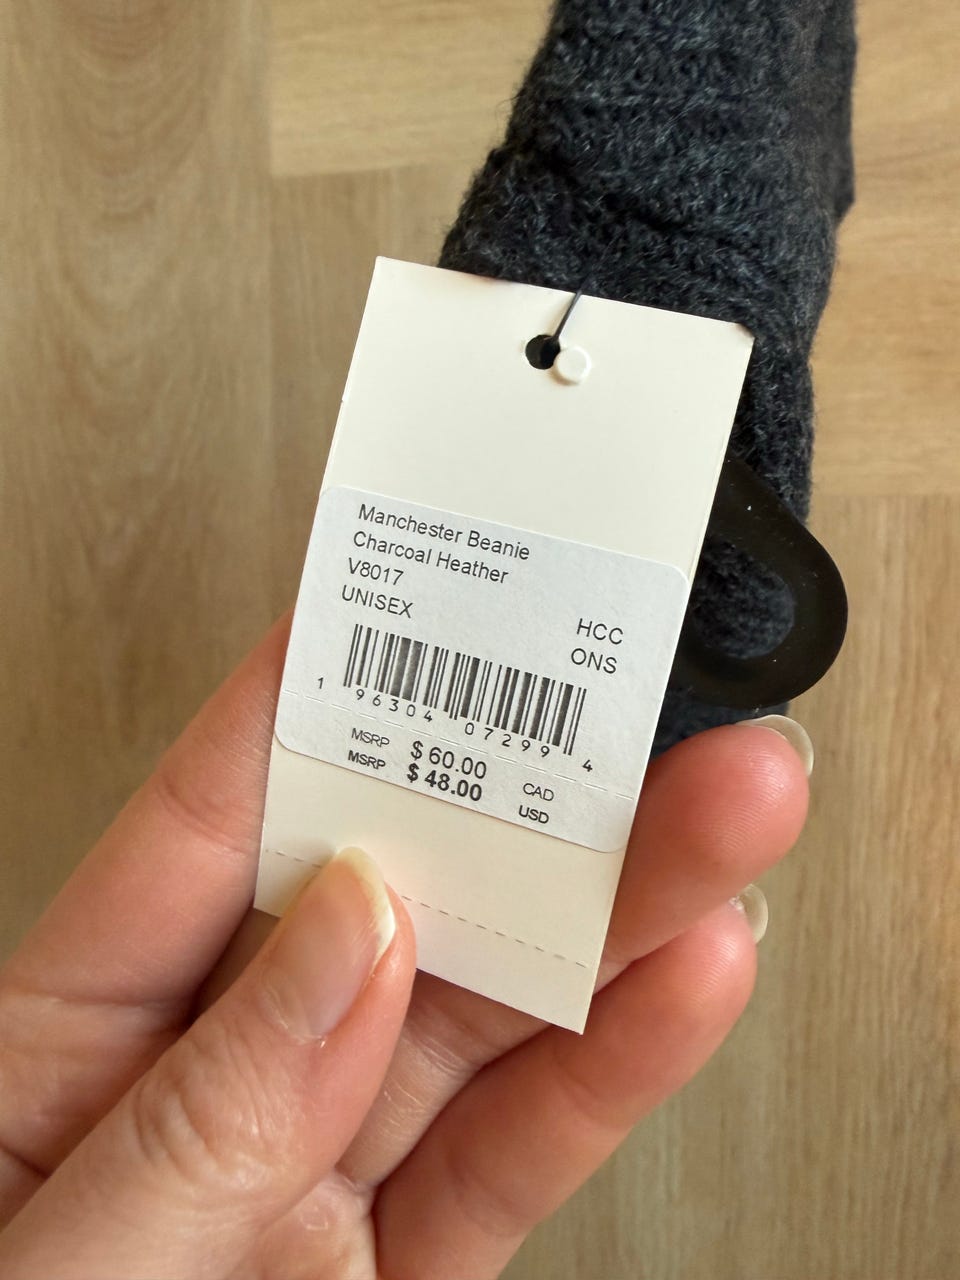 Manchester Beanie
Charcoal Heather
V8017
UNISEX
HCC
ONS
1 96304 07299 4
MSRP $60.00 CAD
MSRP $48.00 USD